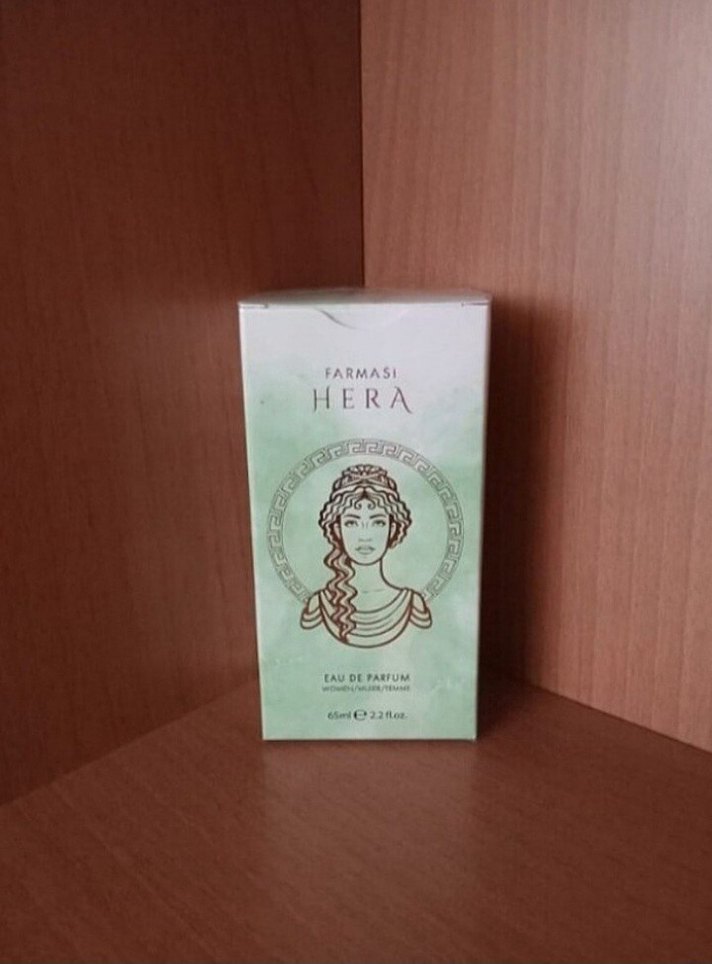 FARMASI
HERA
EAU DE PARFUM
WOMEN/MUJER/FEMME
65ml ℮ 2.2 fl.oz.